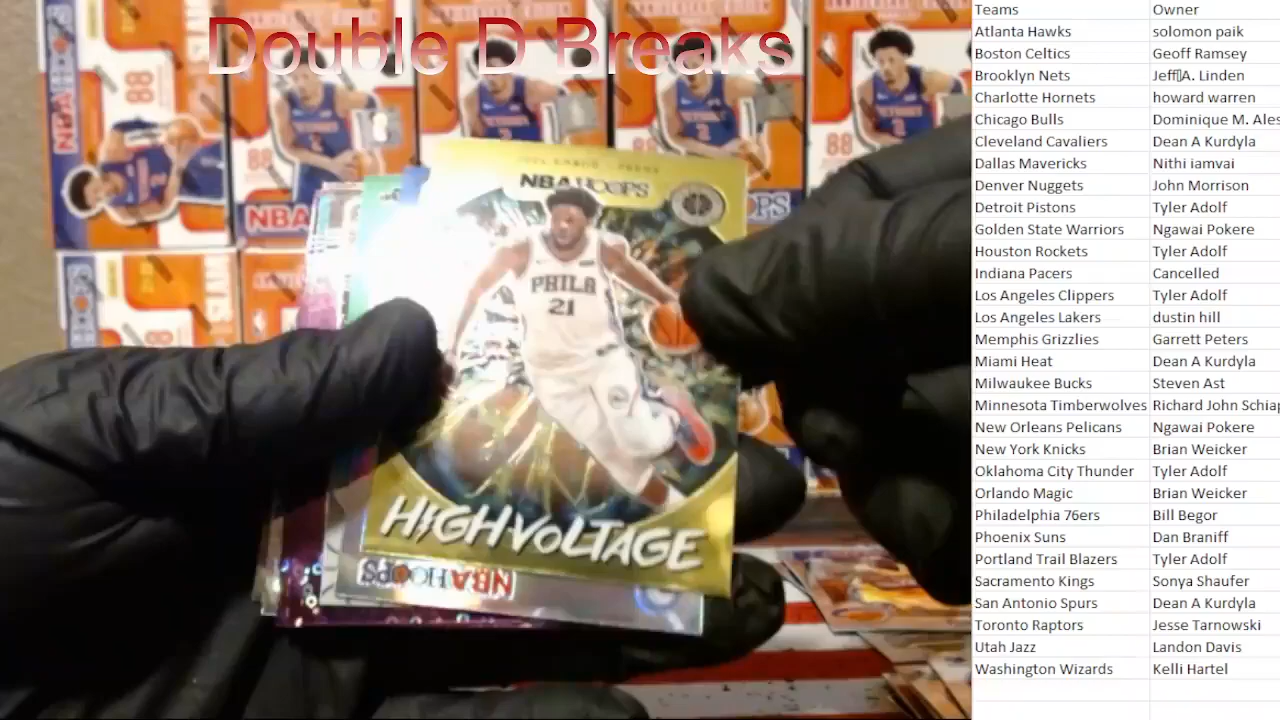 Double D Breaks
NBA HOOPS
PHILA
21
HIGHVOLTAGE
NBA HOOPS
88
88
88
88
NBA
OPS
Teams Owner
Atlanta Hawks solomon paik
Boston Celtics Geoff Ramsey
Brooklyn Nets Jeff▯A. Linden
Charlotte Hornets howard warren
Chicago Bulls Dominique M. Ales
Cleveland Cavaliers Dean A Kurdyla
Dallas Mavericks Nithi iamvai
Denver Nuggets John Morrison
Detroit Pistons Tyler Adolf
Golden State Warriors Ngawai Pokere
Houston Rockets Tyler Adolf
Indiana Pacers Cancelled
Los Angeles Clippers Tyler Adolf
Los Angeles Lakers dustin hill
Memphis Grizzlies Garrett Peters
Miami Heat Dean A Kurdyla
Milwaukee Bucks Steven Ast
Minnesota Timberwolves Richard John Schiap
New Orleans Pelicans Ngawai Pokere
New York Knicks Brian Weicker
Oklahoma City Thunder Tyler Adolf
Orlando Magic Brian Weicker
Philadelphia 76ers Bill Begor
Phoenix Suns Dan Braniff
Portland Trail Blazers Tyler Adolf
Sacramento Kings Sonya Shaufer
San Antonio Spurs Dean A Kurdyla
Toronto Raptors Jesse Tarnowski
Utah Jazz Landon Davis
Washington Wizards Kelli Hartel